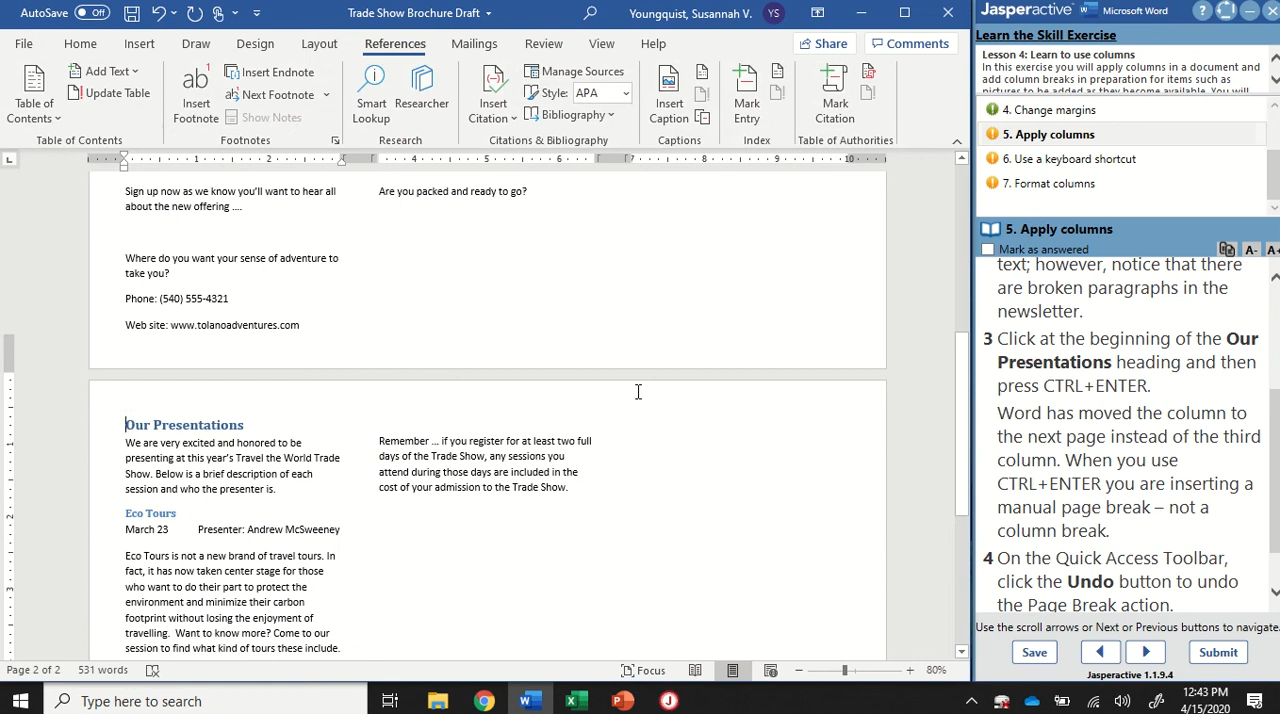 AutoSave Off
Trade Show Brochure Draft
Youngquist, Susannah V.
YS
File Home Insert Draw Design Layout References Mailings Review View Help
Share
Comments
Table of
Contents
Add Text
Update Table
Table of Contents
ab
Insert
Footnote
Insert Endnote
Next Footnote
Show Notes
Footnotes
Smart
Lookup
Researcher
Research
Insert
Citation
Manage Sources
Style: APA
Bibliography
Citations & Bibliography
Insert
Caption
Captions
Mark
Entry
Index
Mark
Citation
Table of Authorities
1 2 4 5 6 7 8 9 10
Sign up now as we know you'll want to hear all
about the new offering ....
Are you packed and ready to go?
Where do you want your sense of adventure to
take you?
Phone: (540) 555-4321
Web site: www.tolanoadventures.com
Our Presentations
We are very excited and honored to be
presenting at this year's Travel the World Trade
Show. Below is a brief description of each
session and who the presenter is.
Eco Tours
March 23 Presenter: Andrew McSweeney
Eco Tours is not a new brand of travel tours. In
fact, it has now taken center stage for those
who want to do their part to protect the
environment and minimize their carbon
footprint without losing the enjoyment of
travelling. Want to know more? Come to our
session to find what kind of tours these include.
Remember ... if you register for at least two full
days of the Trade Show, any sessions you
attend during those days are included in the
cost of your admission to the Trade Show.
Page 2 of 2 531 words
Focus
80%
Jasperactive Microsoft Word
Learn the Skill Exercise
Lesson 4: Learn to use columns
In this exercise you will apply columns in a document and
add column breaks in preparation for items such as
pictures to be added as they become available. You will
4. Change margins
5. Apply columns
6. Use a keyboard shortcut
7. Format columns
5. Apply columns
Mark as answered
A- A+
text; however, notice that there
are broken paragraphs in the
newsletter.
3 Click at the beginning of the Our
Presentations heading and then
press CTRL+ENTER.
Word has moved the column to
the next page instead of the third
column. When you use
CTRL+ENTER you are inserting a
manual page break – not a
column break.
4 On the Quick Access Toolbar,
click the Undo button to undo
the Page Break action.
Use the scroll arrows or Next or Previous buttons to navigate.
Save
Submit
Jasperactive 1.1.9.4
Type here to search
12:43 PM
4/15/2020